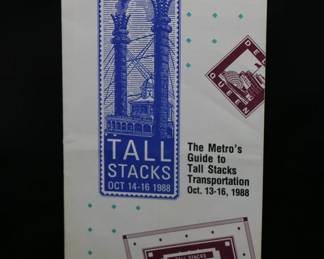 TALL
STACKS
OCT 14-16 1988
The Metro's
Guide to
Tall Stacks
Transportation
Oct. 13-16, 1988
QUEEN
TALL STACKS